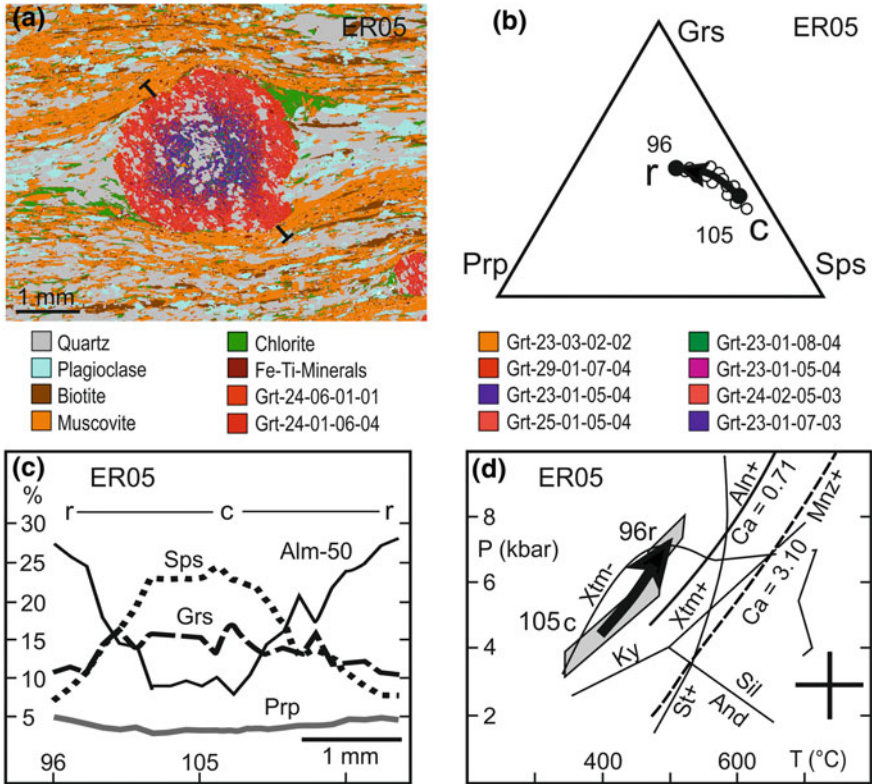 (a)
ER05
1 mm
(b)
ER05
Grs
96
r
105
c
Prp
Sps
Quartz
Plagioclase
Biotite
Muscovite
Chlorite
Fe-Ti-Minerals
Grt-24-06-01-01
Grt-24-01-06-04
Grt-23-03-02-02
Grt-29-01-07-04
Grt-23-01-05-04
Grt-25-01-05-04
Grt-23-01-08-04
Grt-23-01-05-04
Grt-24-02-05-03
Grt-23-01-07-03
(c)
ER05
%
r c r
30
25
20
15
10
5
Sps
Alm-50
Grs
Prp
1 mm
96 105
(d)
ER05
P (kbar)
8
6
4
2
96r
105c
Xtm-
Xtm+
Aln+
Ca = 0.71
Mnz+
Ca = 3.10
Ky
Sil
And
St+
400 600 T (°C)